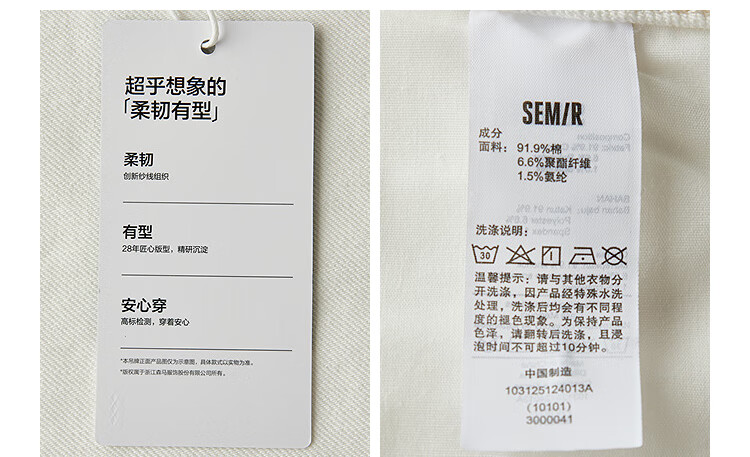 超乎想象的
「柔韧有型」
柔韧
创新纱线组织
有型
28年匠心版型，精研沉淀
安心穿
高标检测，穿着安心
*本吊牌正面产品图仅为示意图，具体款式以实物为准。
*版权属于浙江森马服饰股份有限公司所有。
SEM/R
成分
面料：91.9%棉
6.6%聚酯纤维
1.5%氨纶
洗涤说明：
30
温馨提示：请与其他衣物分
开洗涤，因产品经特殊水洗
处理，洗涤后均会有不同程
度的褪色现象。为保持产品
色泽，请翻转后洗涤，且浸
泡时间不可超过10分钟。
中国制造
103125124013A
(10101)
3000041